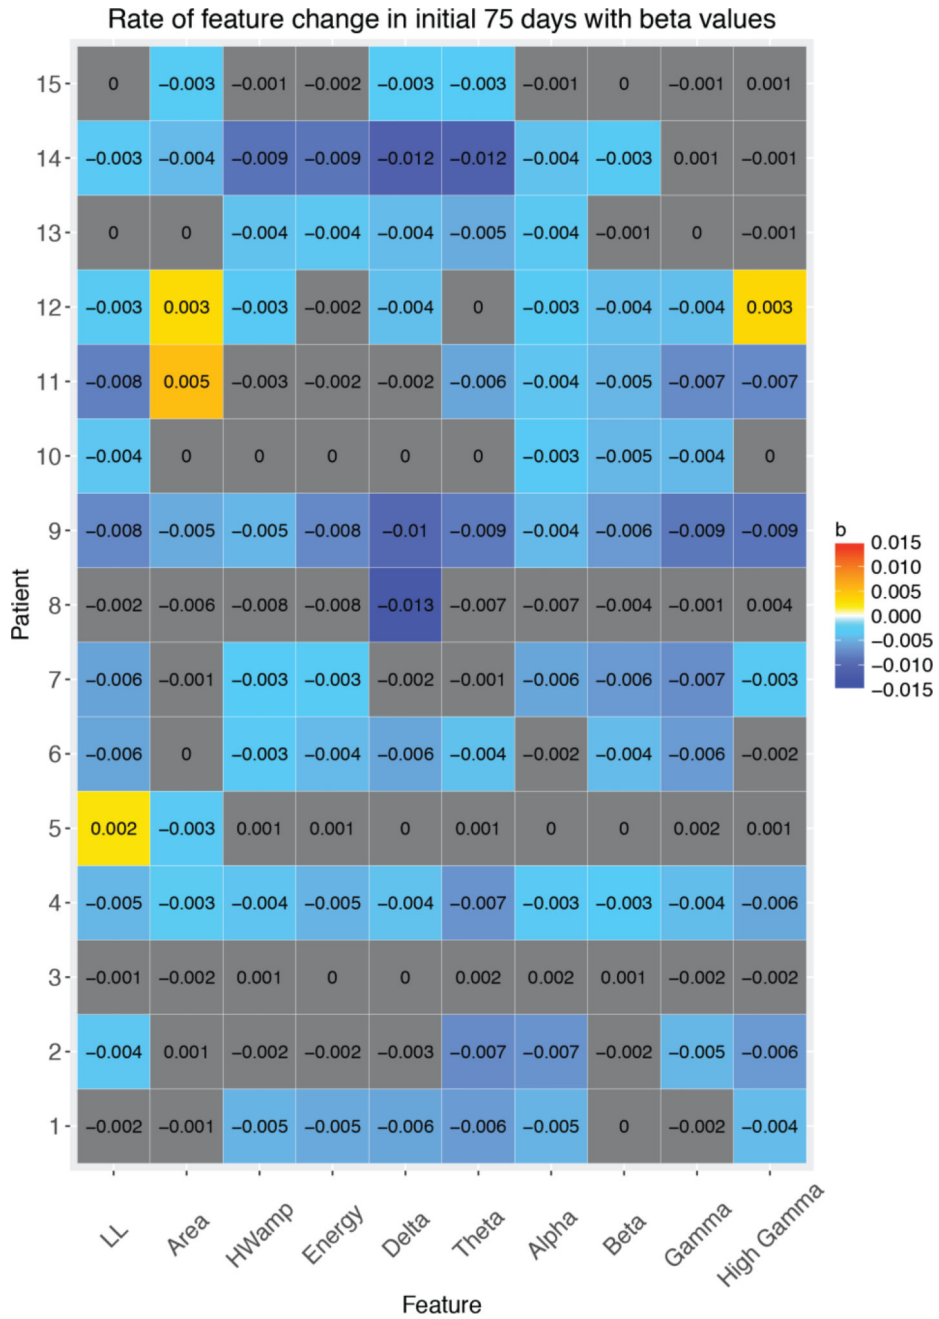 Rate of feature change in initial 75 days with beta values
15 0 −0.003 −0.001 −0.002 −0.003 −0.003 −0.001 0 −0.001 0.001
14 −0.003 −0.004 −0.009 −0.009 −0.012 −0.012 −0.004 −0.003 0.001 −0.001
13 0 0 −0.004 −0.004 −0.004 −0.005 −0.004 −0.001 0 −0.001
12 −0.003 0.003 −0.003 −0.002 −0.004 0 −0.003 −0.004 −0.004 0.003
11 −0.008 0.005 −0.003 −0.002 −0.002 −0.006 −0.004 −0.005 −0.007 −0.007
10 −0.004 0 0 0 0 0 −0.003 −0.005 −0.004 0
9 −0.008 −0.005 −0.005 −0.008 −0.01 −0.009 −0.004 −0.006 −0.009 −0.009
8 −0.002 −0.006 −0.008 −0.008 −0.013 −0.007 −0.007 −0.004 −0.001 0.004
7 −0.006 −0.001 −0.003 −0.003 −0.002 −0.001 −0.006 −0.006 −0.007 −0.003
6 −0.006 0 −0.003 −0.004 −0.006 −0.004 −0.002 −0.004 −0.006 −0.002
5 0.002 −0.003 0.001 0.001 0 0.001 0 0 0.002 0.001
4 −0.005 −0.003 −0.004 −0.005 −0.004 −0.007 −0.003 −0.003 −0.004 −0.006
3 −0.001 −0.002 0.001 0 0 0.002 0.002 0.001 −0.002 −0.002
2 −0.004 0.001 −0.002 −0.002 −0.003 −0.007 −0.007 −0.002 −0.005 −0.006
1 −0.002 −0.001 −0.005 −0.005 −0.006 −0.006 −0.005 0 −0.002 −0.004
LL Area HWamp Energy Delta Theta Alpha Beta Gamma High Gamma
Feature
Patient
b
0.015
0.010
0.005
0.000
−0.005
−0.010
−0.015